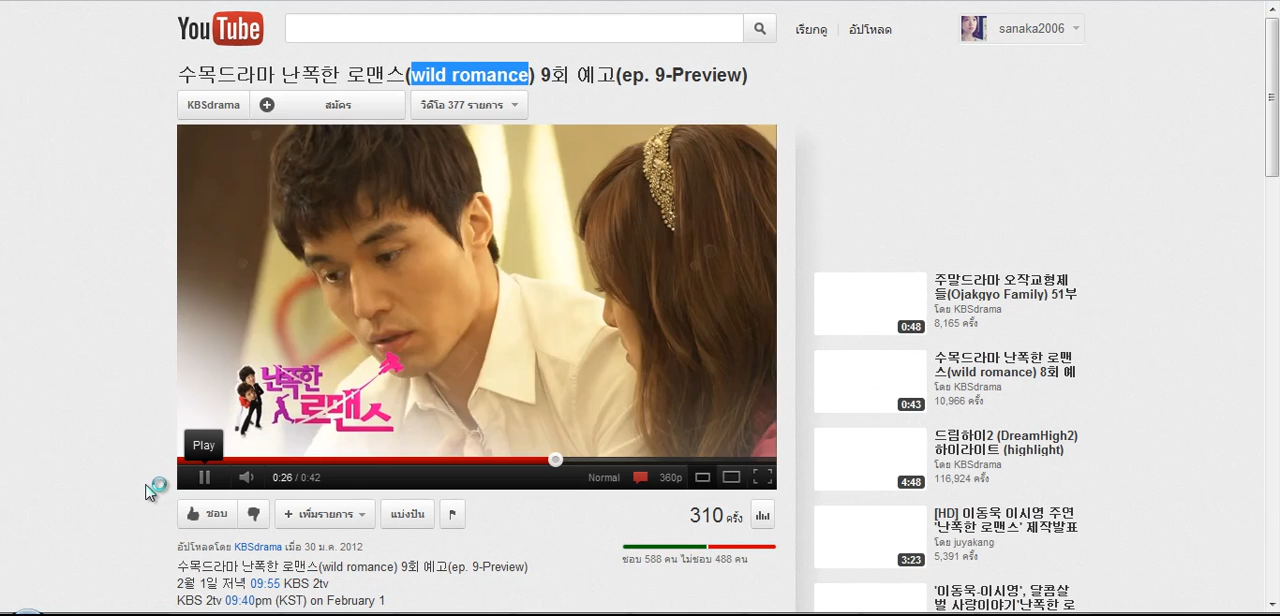 YouTube
เรียกดู
อัปโหลด
sanaka2006
수목드라마 난폭한 로맨스(wild romance) 9회 예고(ep. 9-Preview)
KBSdrama
สมัคร
วิดีโอ 377 รายการ
난폭한
로맨스
Play
0:26 / 0:42
Normal
360p
ชอบ
เพิ่มรายการ
แบ่งปัน
310 ครั้ง
อัปโหลดโดย KBSdrama เมื่อ 30 ม.ค. 2012
ชอบ 588 คน ไม่ชอบ 488 คน
수목드라마 난폭한 로맨스(wild romance) 9회 예고(ep. 9-Preview)
2월 1일 저녁 09:55 KBS 2tv
KBS 2tv 09:40pm (KST) on February 1
0:48
주말드라마 오작교형제
들(Ojakgyo Family) 51부
โดย KBSdrama
8,165 ครั้ง
0:43
수목드라마 난폭한 로맨
스(wild romance) 8회 예
โดย KBSdrama
10,966 ครั้ง
4:48
드림하이2 (DreamHigh2)
하이라이트 (highlight)
โดย KBSdrama
116,924 ครั้ง
3:23
[HD] 이동욱 이시영 주연
'난폭한 로맨스' 제작발표
โดย juyakang
5,391 ครั้ง
'이동욱-이시영', 달콤살
벌 사랑이야기'난폭한 로